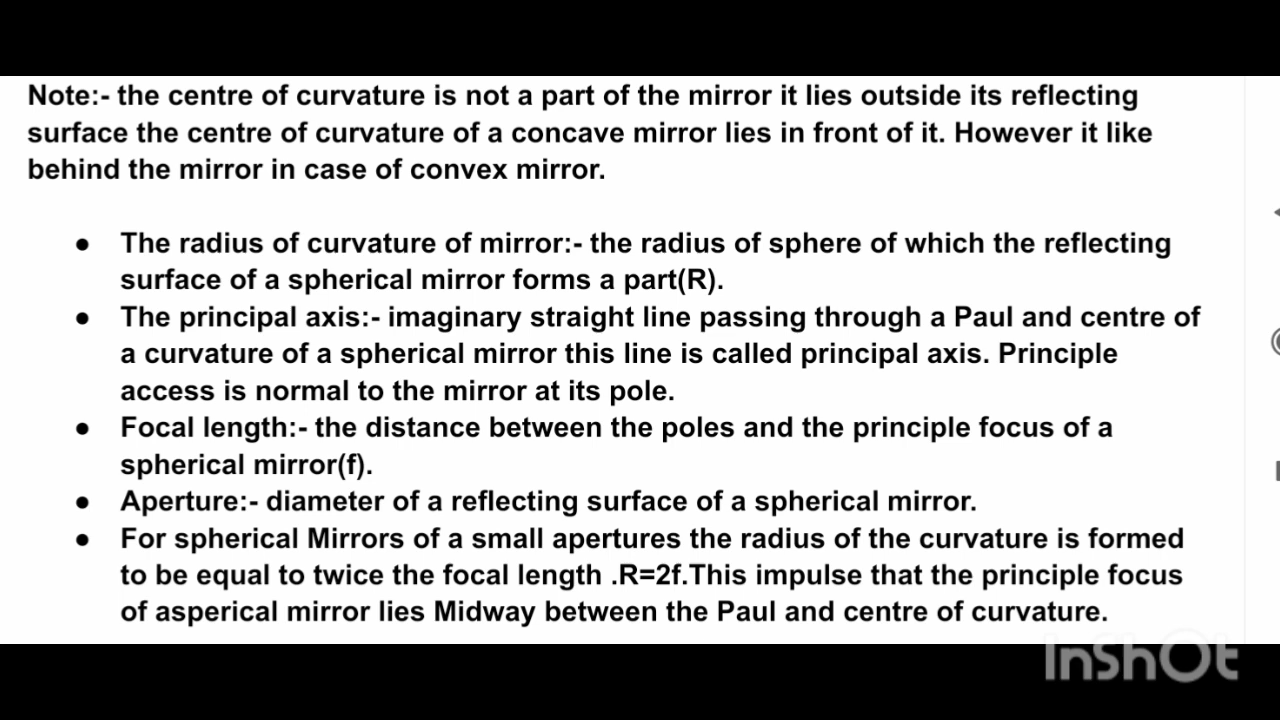 Note:- the centre of curvature is not a part of the mirror it lies outside its reflecting
surface the centre of curvature of a concave mirror lies in front of it. However it like
behind the mirror in case of convex mirror.
● The radius of curvature of mirror:- the radius of sphere of which the reflecting
surface of a spherical mirror forms a part(R).
● The principal axis:- imaginary straight line passing through a Paul and centre of
a curvature of a spherical mirror this line is called principal axis. Principle
access is normal to the mirror at its pole.
● Focal length:- the distance between the poles and the principle focus of a
spherical mirror(f).
● Aperture:- diameter of a reflecting surface of a spherical mirror.
● For spherical Mirrors of a small apertures the radius of the curvature is formed
to be equal to twice the focal length .R=2f.This impulse that the principle focus
of asperical mirror lies Midway between the Paul and centre of curvature.
InShOt